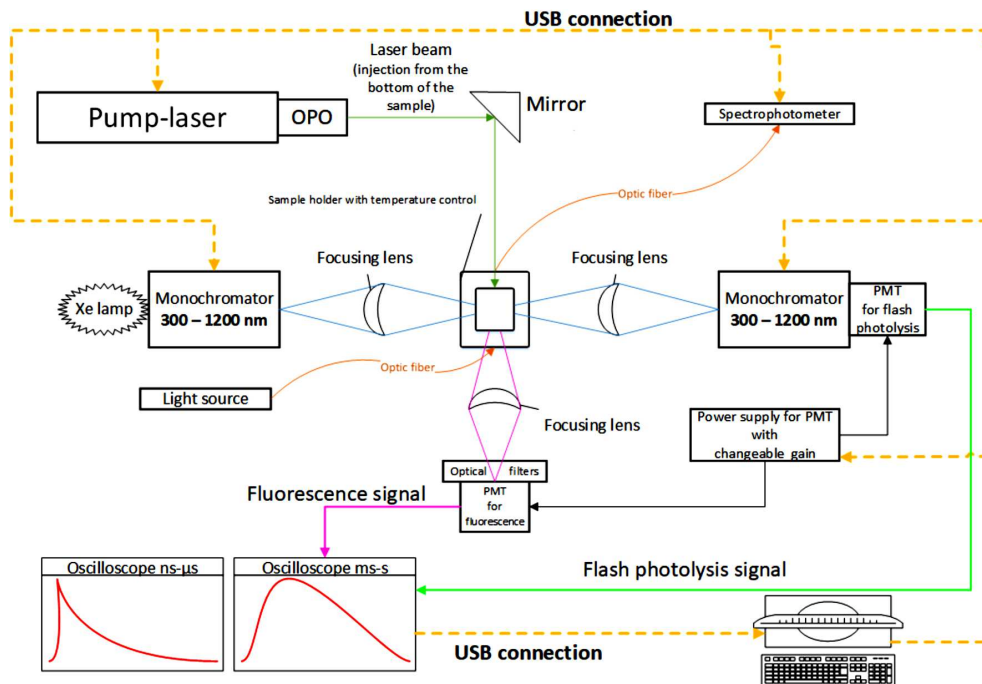 USB connection
Laser beam
(injection from the
bottom of the
sample)
Mirror
Pump-laser
OPO
Spectrophotometer
Optic fiber
Sample holder with temperature control
Focusing lens
Focusing lens
Xe lamp
Monochromator
300 – 1200 nm
Monochromator
300 – 1200 nm
PMT
for flash
photolysis
Optic fiber
Light source
Focusing lens
Power supply for PMT
with
changeable gain
Optical filters
PMT
for
fluorescence
Fluorescence signal
Oscilloscope ns-µs
Oscilloscope ms-s
Flash photolysis signal
USB connection